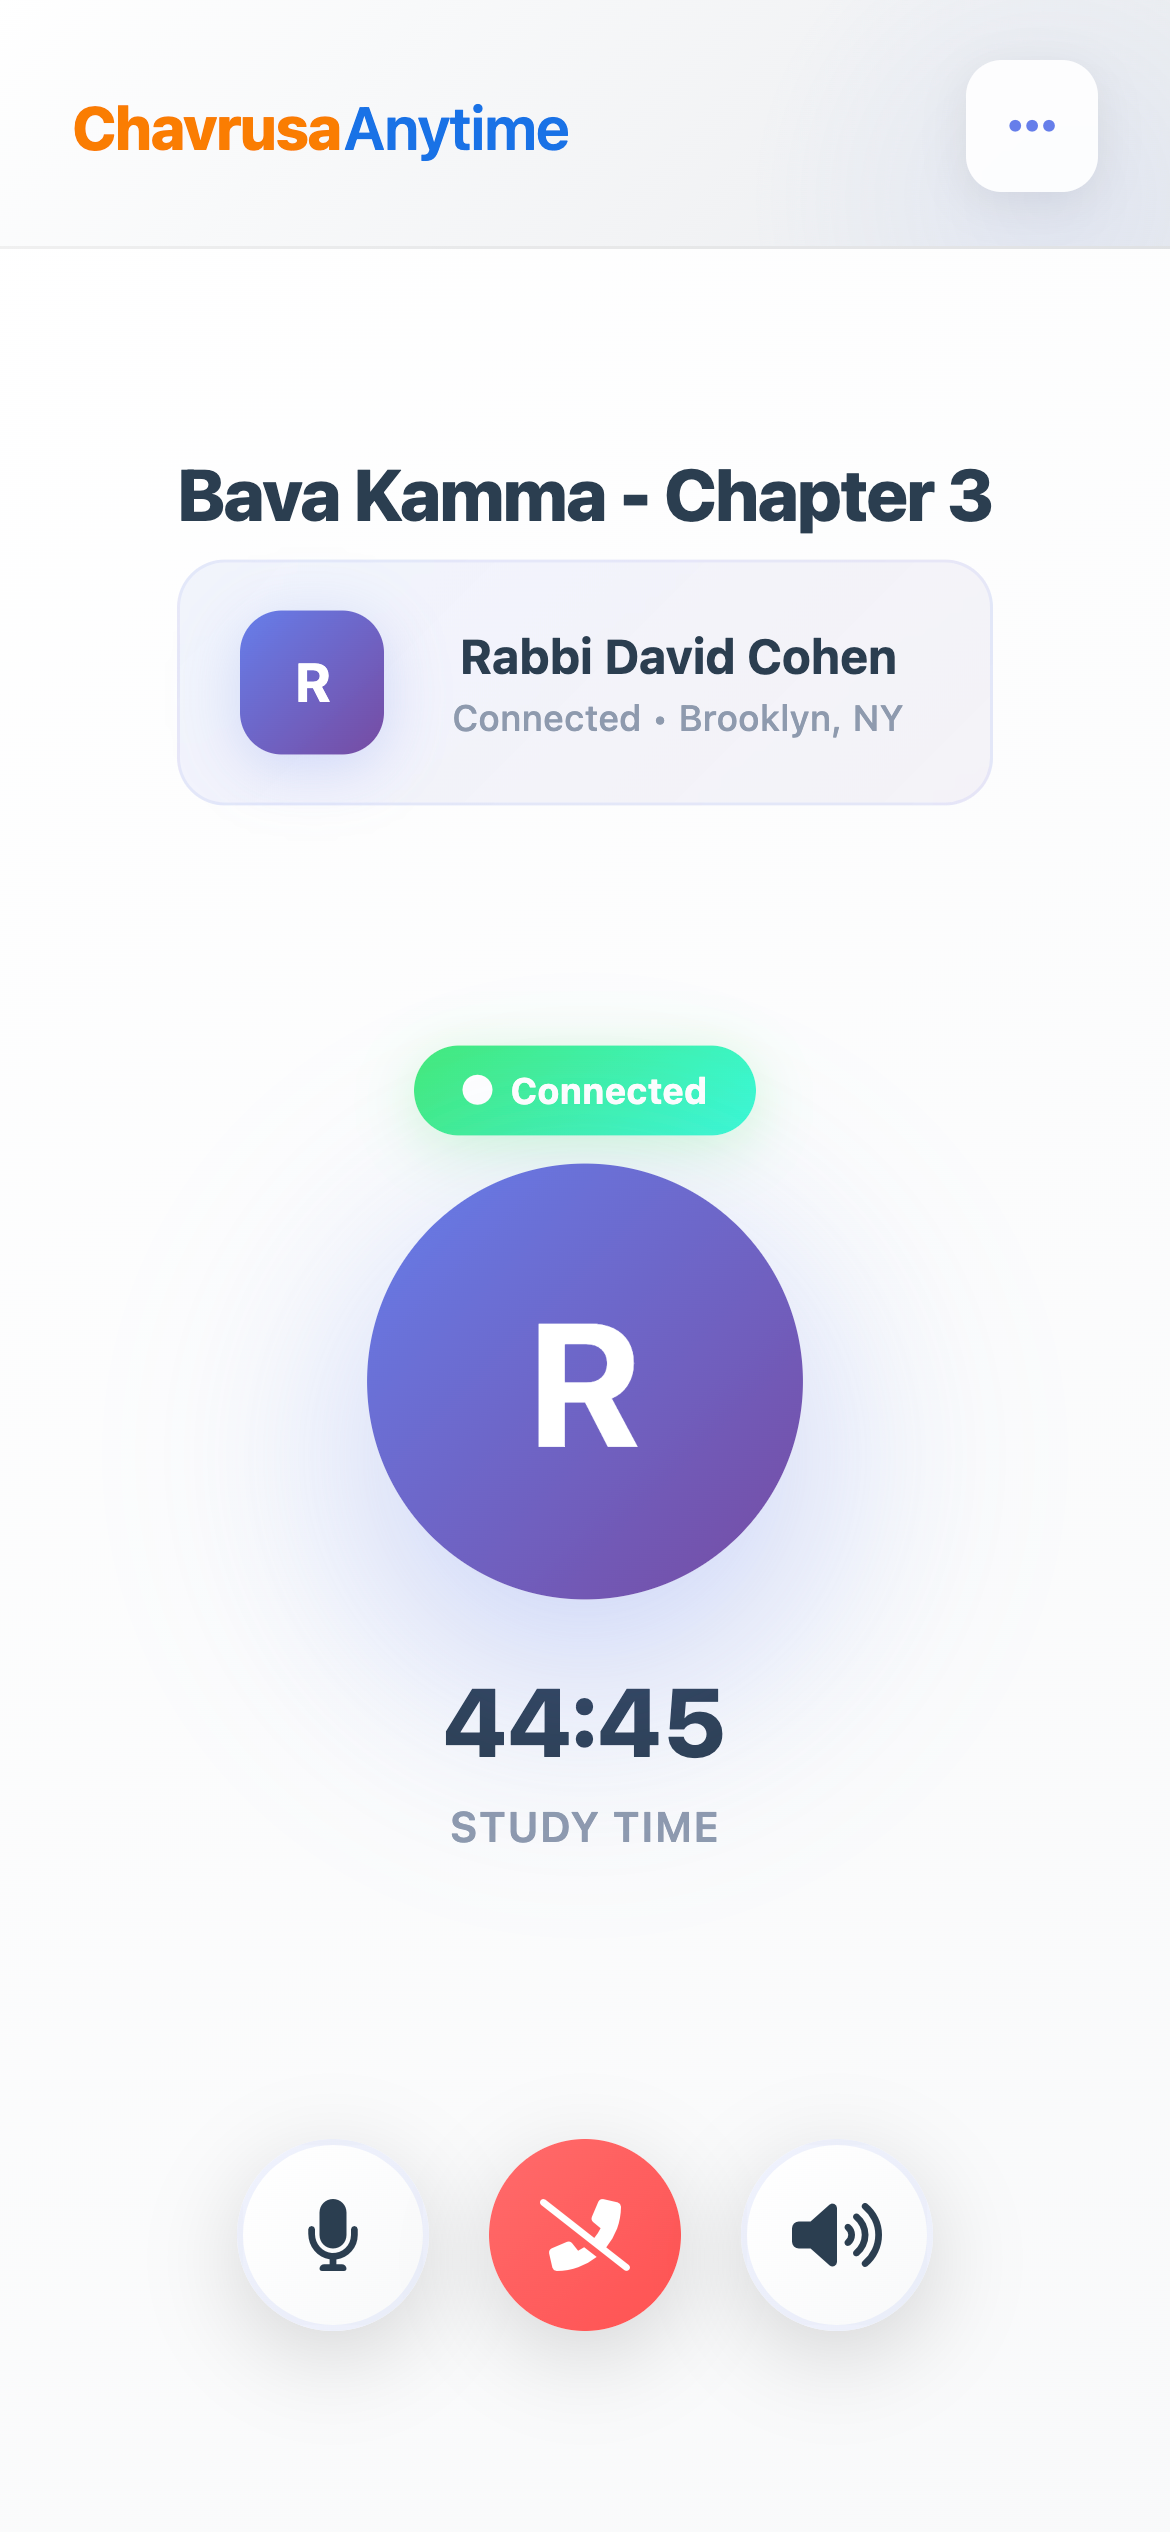 ChavrusaAnytime
Bava Kamma - Chapter 3
R
Rabbi David Cohen
Connected • Brooklyn, NY
Connected
R
44:45
STUDY TIME